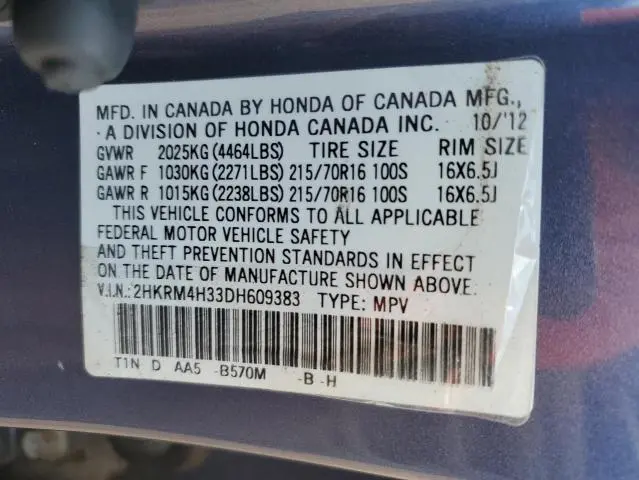 MFD. IN CANADA BY HONDA OF CANADA MFG.,
·A DIVISION OF HONDA CANADA INC. 10/'12
GVWR 2025KG (4464LBS) TIRE SIZE RIM SIZE
GAWR F 1030KG (2271LBS) 215/70R16 100S 16X6.5J
GAWR R 1015KG (2238LBS) 215/70R16 100S 16X6.5J
THIS VEHICLE CONFORMS TO ALL APPLICABLE
FEDERAL MOTOR VEHICLE SAFETY
AND THEFT PREVENTION STANDARDS IN EFFECT
ON THE DATE OF MANUFACTURE SHOWN ABOVE.
V.I.N.: 2HKRM4H33DH609383 TYPE: MPV
T1N D AA5 -B570M -B -H